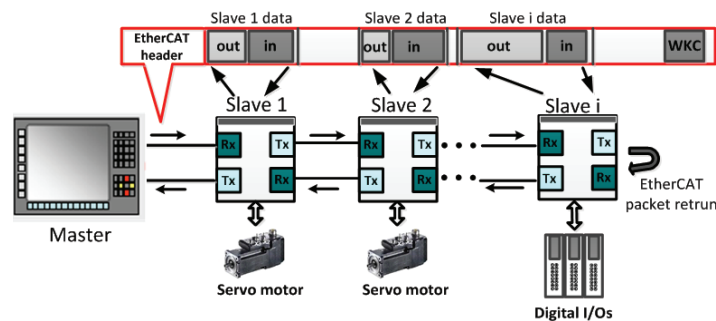 Slave 1 data
Slave 2 data
Slave i data
EtherCAT
header
out
in
out
in
out
in
WKC
Slave 1
Slave 2
Slave i
Rx
Tx
Rx
Tx
Rx
Tx
Tx
Rx
Tx
Rx
Tx
Rx
EtherCAT
packet retrun
Master
Servo motor
Servo motor
Digital I/Os